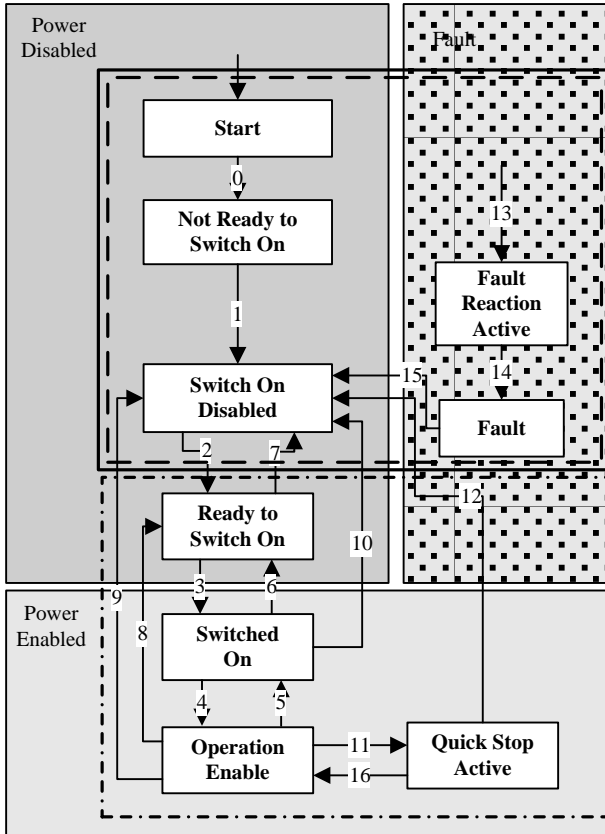 Power
Disabled
Fault
Start
0
Not Ready to
Switch On
13
Fault
Reaction
Active
1
14
15
Switch On
Disabled
Fault
2
7
12
Ready to
Switch On
10
3
6
9
8
Power
Enabled
Switched
On
4
5
Operation
Enable
11
16
Quick Stop
Active